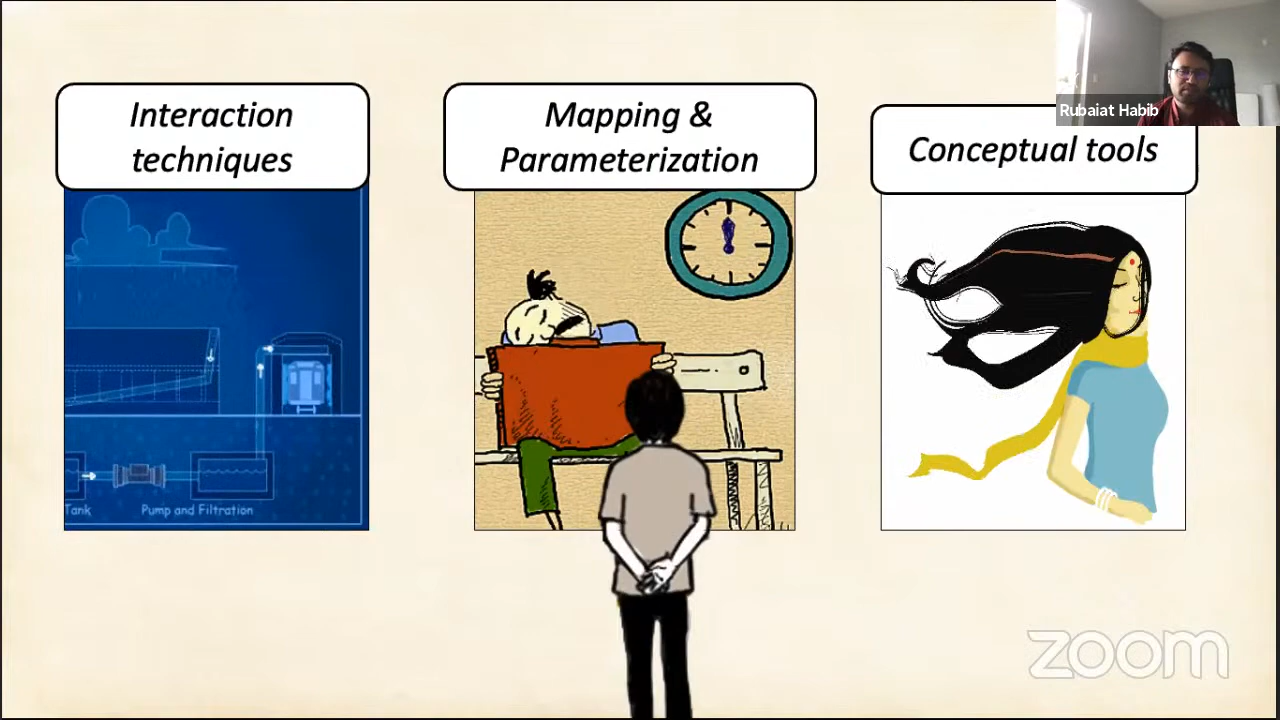 Rubaiat Habib
Interaction
techniques
Mapping &
Parameterization
Conceptual tools
Tank
Pump and Filtration
zoom